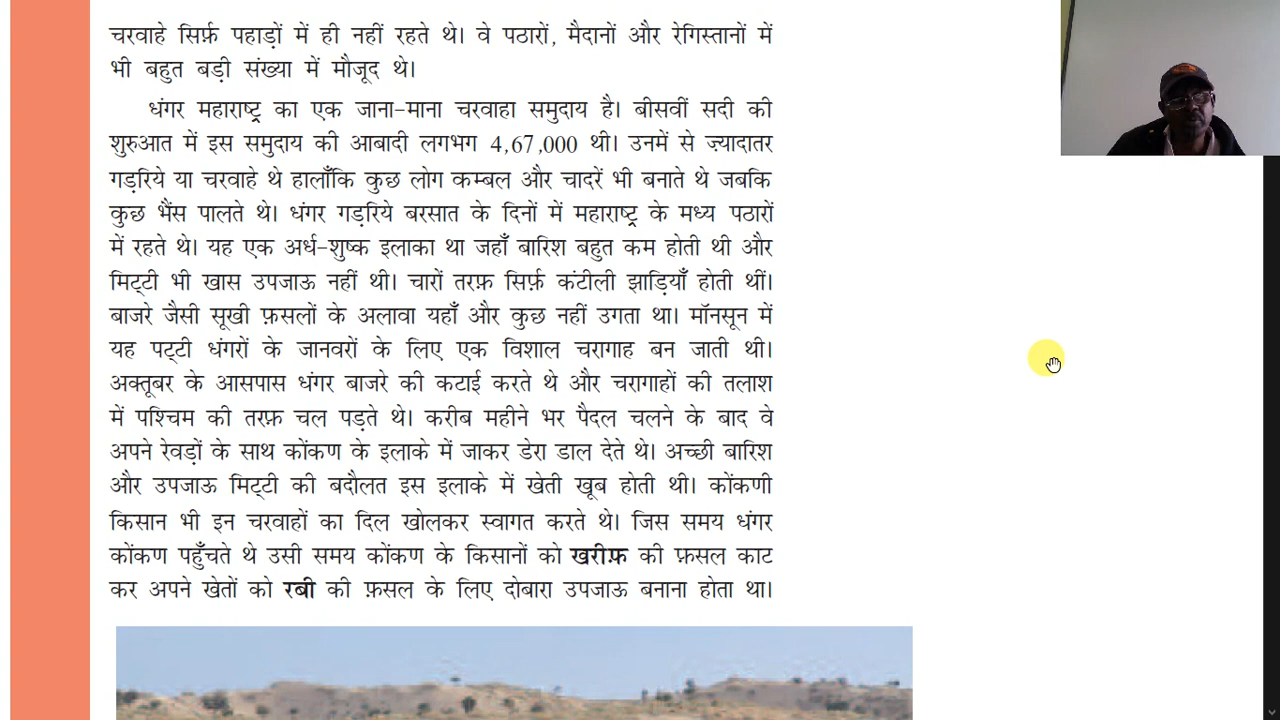 चरवाहे सिर्फ़ पहाड़ों में ही नहीं रहते थे। वे पठारों, मैदानों और रेगिस्तानों में
भी बहुत बड़ी संख्या में मौजूद थे।
धंगर महाराष्ट्र का एक जाना-माना चरवाहा समुदाय है। बीसवीं सदी की
शुरुआत में इस समुदाय की आबादी लगभग 4,67,000 थी। उनमें से ज़्यादातर
गड़रिये या चरवाहे थे हालाँकि कुछ लोग कम्बल और चादरें भी बनाते थे जबकि
कुछ भैंस पालते थे। धंगर गड़रिये बरसात के दिनों में महाराष्ट्र के मध्य पठारों
में रहते थे। यह एक अर्ध-शुष्क इलाका था जहाँ बारिश बहुत कम होती थी और
मिट्टी भी खास उपजाऊ नहीं थी। चारों तरफ़ सिर्फ़ कंटीली झाड़ियाँ होती थीं।
बाजरे जैसी सूखी फ़सलों के अलावा यहाँ और कुछ नहीं उगता था। मॉनसून में
यह पट्टी धंगरों के जानवरों के लिए एक विशाल चरागाह बन जाती थी।
अक्तूबर के आसपास धंगर बाजरे की कटाई करते थे और चरागाहों की तलाश
में पश्चिम की तरफ़ चल पड़ते थे। करीब महीने भर पैदल चलने के बाद वे
अपने रेवड़ों के साथ कोंकण के इलाके में जाकर डेरा डाल देते थे। अच्छी बारिश
और उपजाऊ मिट्टी की बदौलत इस इलाके में खेती खूब होती थी। कोंकणी
किसान भी इन चरवाहों का दिल खोलकर स्वागत करते थे। जिस समय धंगर
कोंकण पहुँचते थे उसी समय कोंकण के किसानों को खरीफ़ की फ़सल काट
कर अपने खेतों को रबी की फ़सल के लिए दोबारा उपजाऊ बनाना होता था।